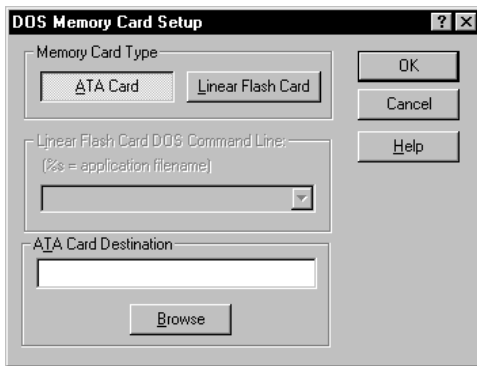 DOS Memory Card Setup
Memory Card Type
ATA Card
Linear Flash Card
OK
Cancel
Help
Linear Flash Card DOS Command Line:
(%s = application filename)
ATA Card Destination
Browse